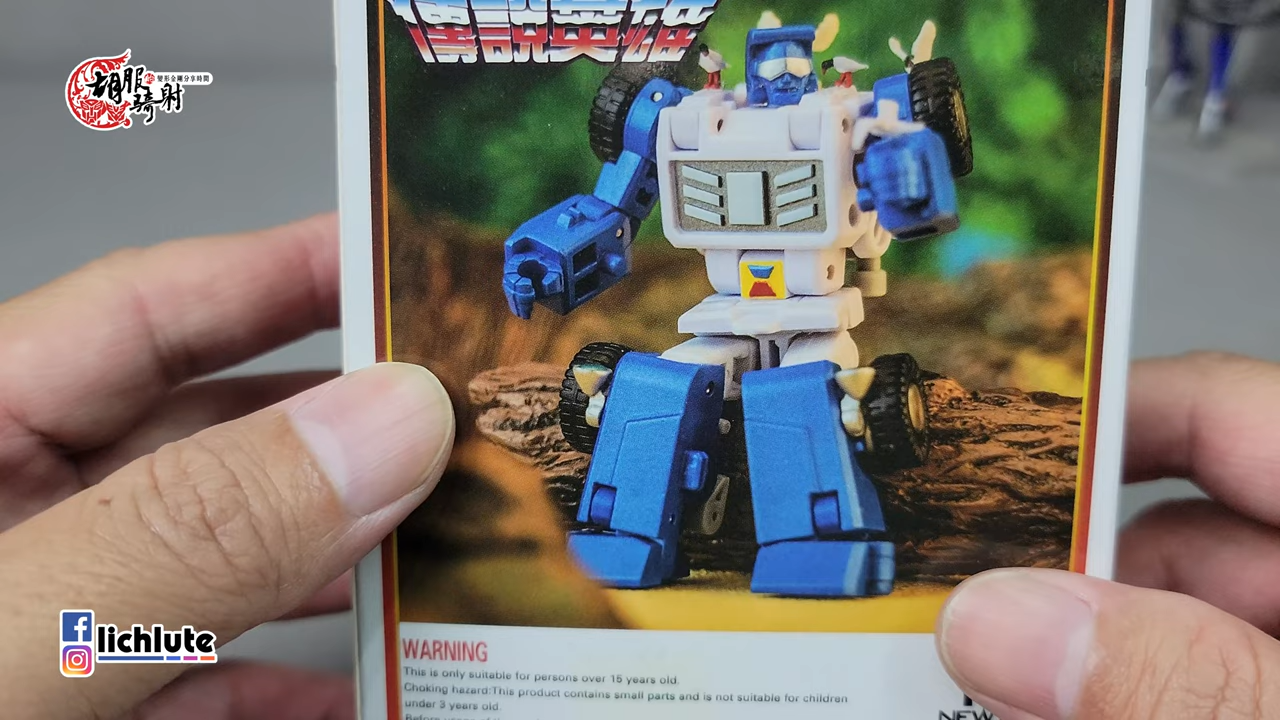 傳說英雄
胡服騎射
變形金剛分享時間
lichlute
WARNING
This is only suitable for persons over 15 years old.
Choking hazard:This product contains small parts and is not suitable for children
under 3 years old.
NEW